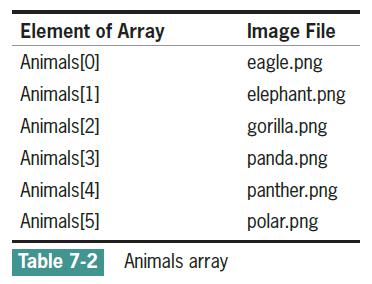 Element of Array Image File
Animals[0] eagle.png
Animals[1] elephant.png
Animals[2] gorilla.png
Animals[3] panda.png
Animals[4] panther.png
Animals[5] polar.png
Table 7-2 Animals array